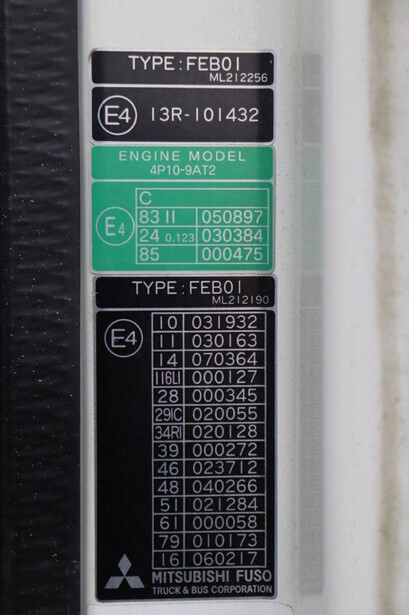 TYPE : FEB01
ML212256
E4 13R-101432
ENGINE MODEL
4P10-9AT2
E4
C
83 II 050897
24 0.123 030384
85 000475
TYPE : FEB01
ML212190
E4
10 031932
11 030163
14 070364
116LI 000127
28 000345
29IC 020055
34RI 020128
39 000272
46 023712
48 040266
51 021284
61 000058
79 010173
16 060217
MITSUBISHI FUSO
TRUCK & BUS CORPORATION